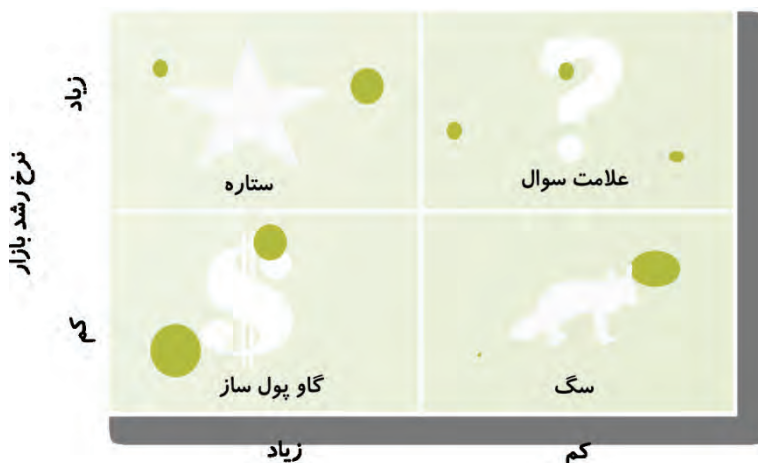 زیاد
علامت سوال
ستاره
نرخ رشد بازار
کم
سگ
گاو پول ساز
کم
زیاد